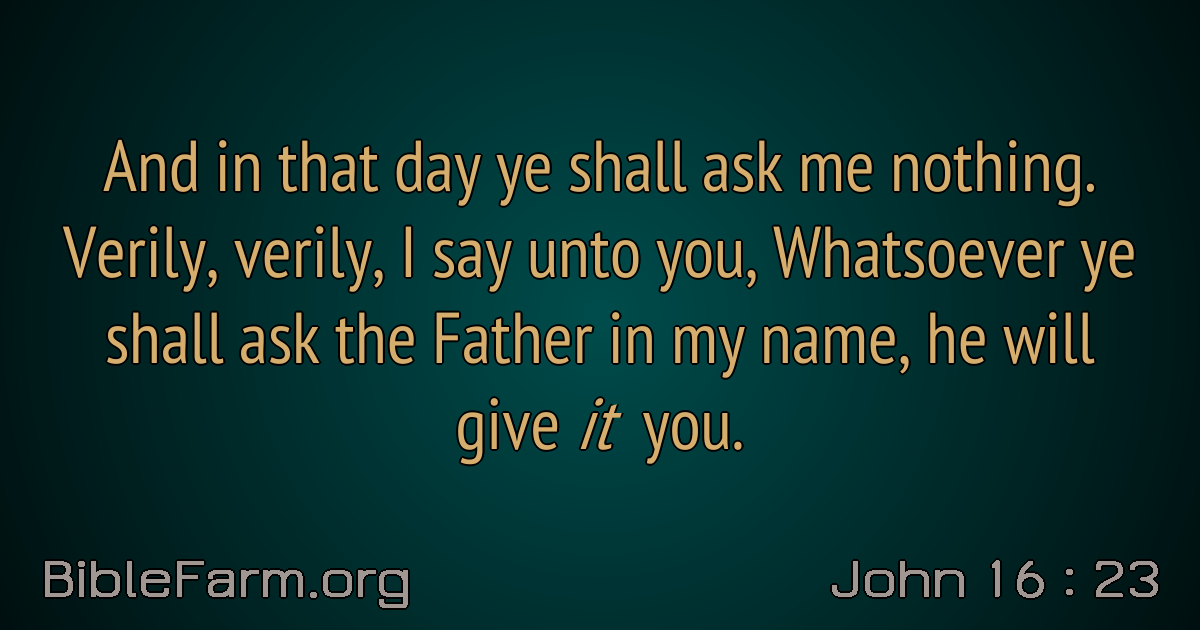 And in that day ye shall ask me nothing.
Verily, verily, I say unto you, Whatsoever ye
shall ask the Father in my name, he will
give it you.
BibleFarm.org
John 16 : 23